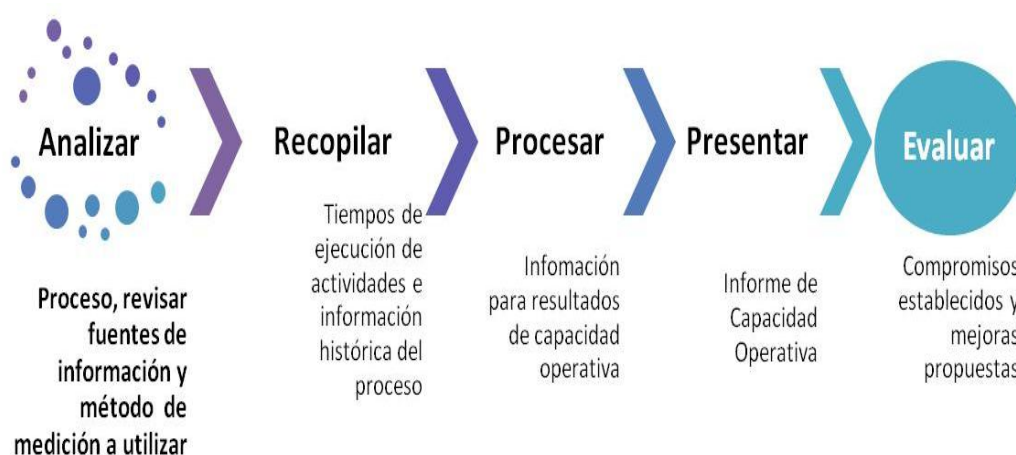 Analizar
Proceso, revisar
fuentes de
información y
método de
medición a utilizar
Recopilar
Tiempos de
ejecución de
actividades e
información
histórica del
proceso
Procesar
Infomación
para resultados
de capacidad
operativa
Presentar
Informe de
Capacidad
Operativa
Evaluar
Compromisos
establecidos y
mejoras
propuestas